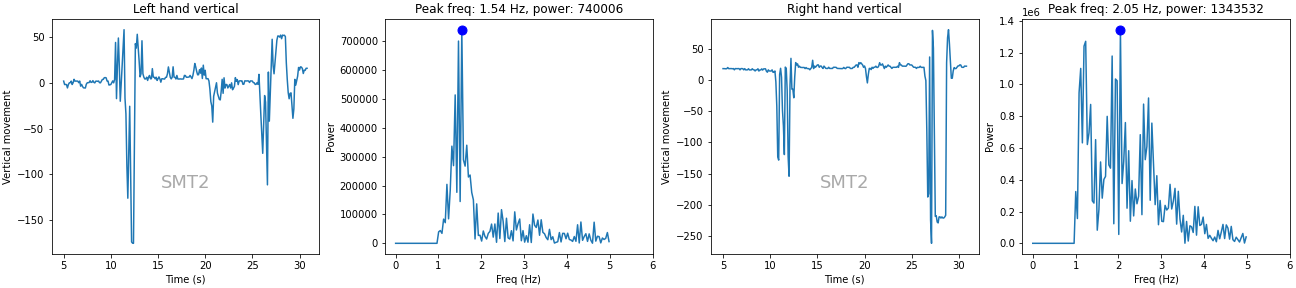 Left hand vertical
Vertical movement
50
0
−50
−100
−150
SMT2
5 10 15 20 25 30
Time (s)
Peak freq: 1.54 Hz, power: 740006
Power
700000
600000
500000
400000
300000
200000
100000
0
0 1 2 3 4 5 6
Freq (Hz)
Right hand vertical
Vertical movement
50
0
−50
−100
−150
−200
−250
SMT2
5 10 15 20 25 30
Time (s)
1e6
Peak freq: 2.05 Hz, power: 1343532
Power
1.4
1.2
1.0
0.8
0.6
0.4
0.2
0.0
0 1 2 3 4 5 6
Freq (Hz)